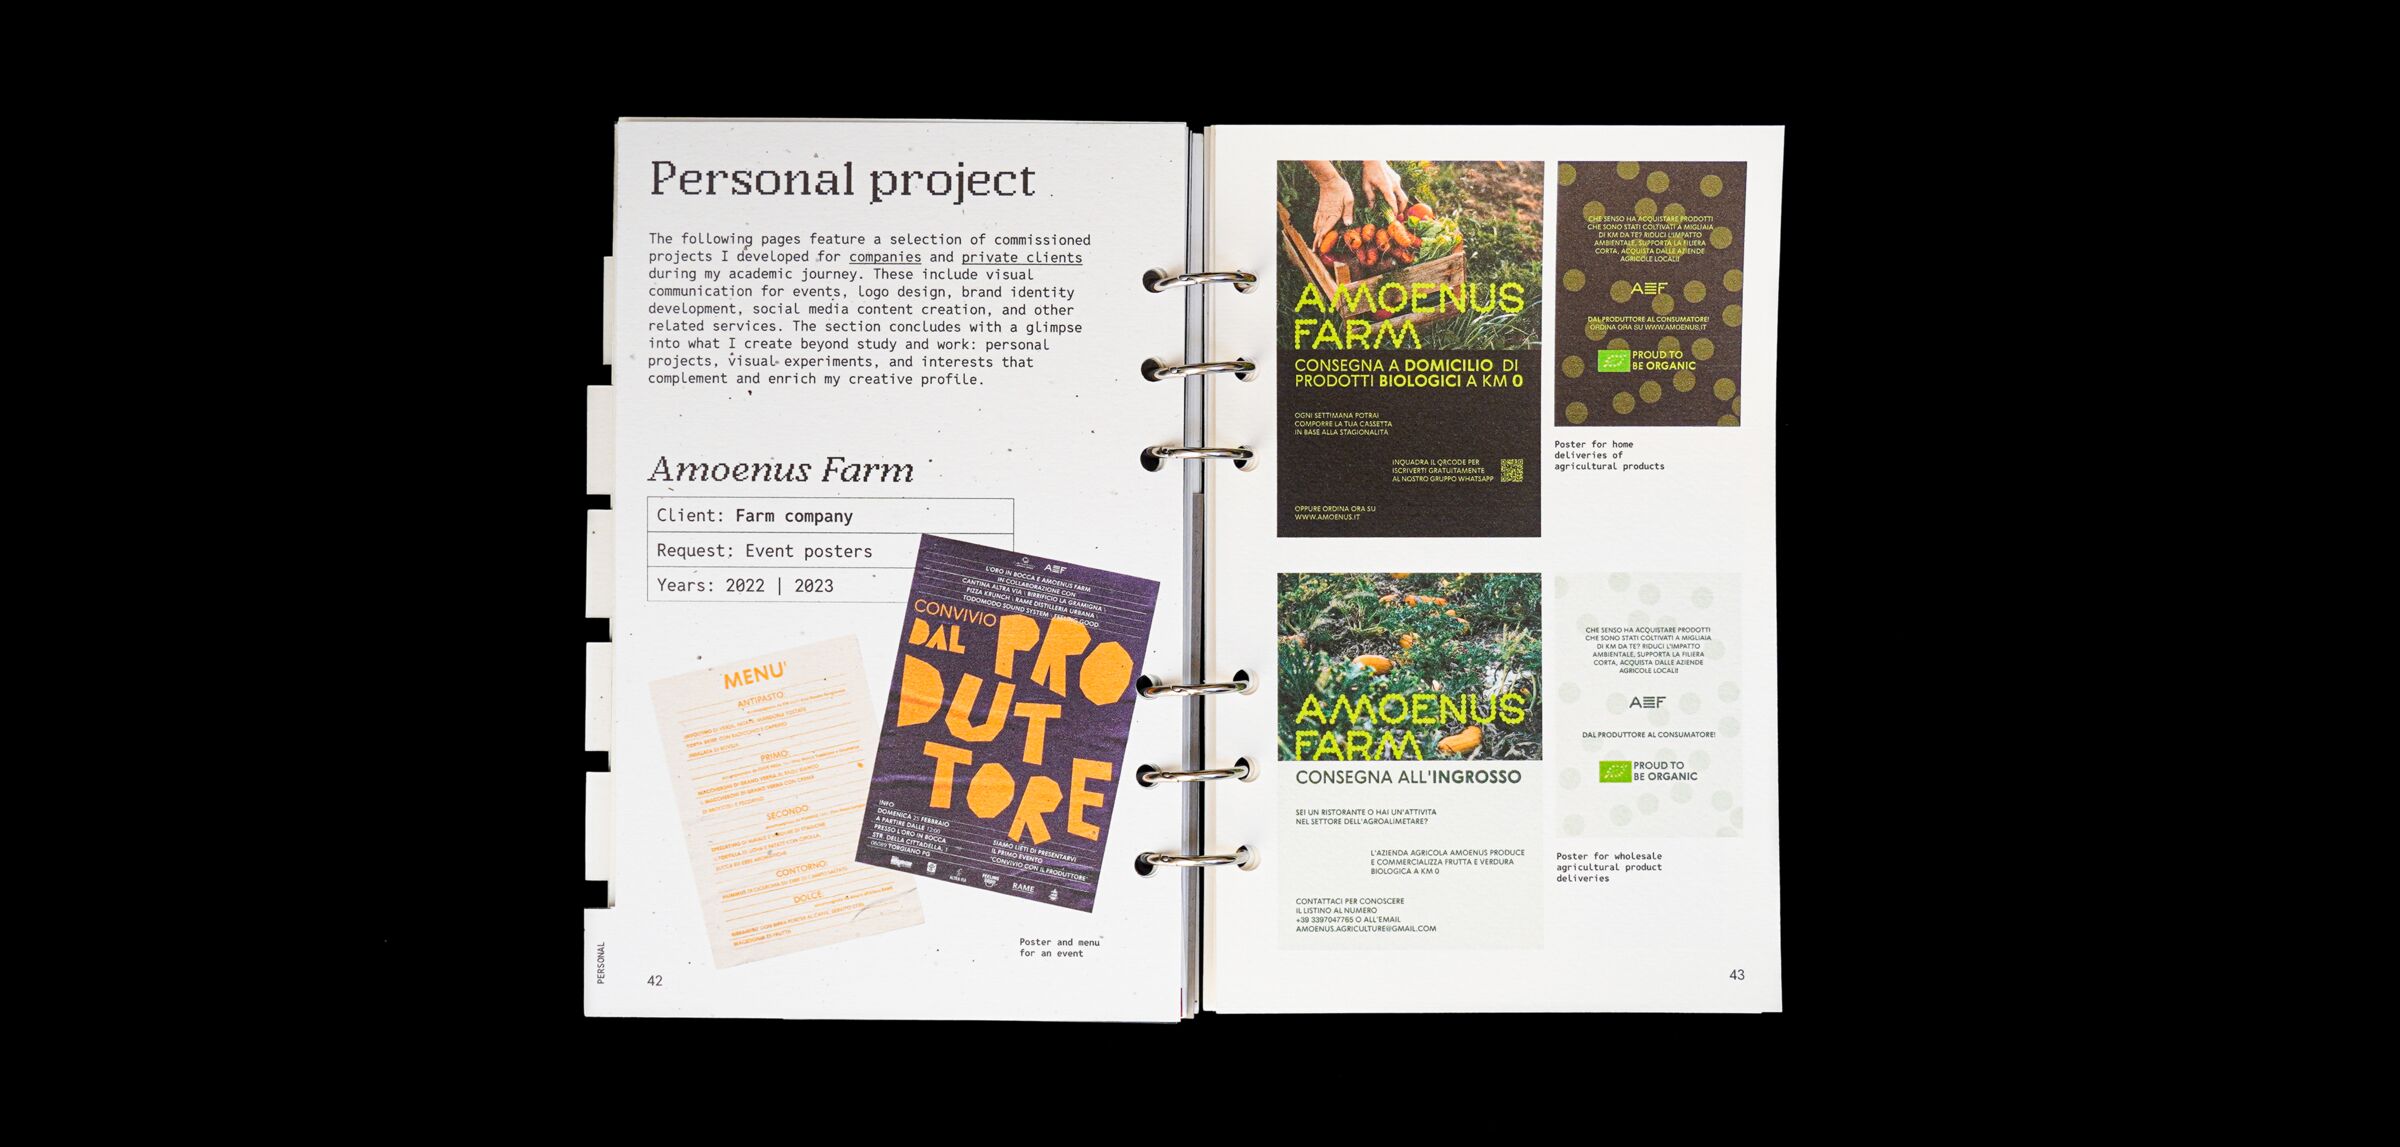 Personal project
The following pages feature a selection of commissioned
projects I developed for companies and private clients
during my academic journey. These include visual
communication for events, logo design, brand identity
development, social media content creation, and other
related services. The section concludes with a glimpse
into what I create beyond study and work: personal
projects, visual experiments, and interests that
complement and enrich my creative profile.
Amoenus Farm
Client: Farm company
Request: Event posters
Years: 2022 | 2023
MENU'
ANTIPASTO
PRIMO
SECONDO
CONTORNO
DOLCE
MACEDONIA DI FRUTTA
L'ORO IN BOCCA E AMOENUS FARM
IN COLLABORAZIONE CON
CANTINA ALTRA VIA \ BIRRIFICIO LA GRAMIGNA \
PIZZA KRUNCH \ RAME DISTILLERIA URBANA \
TODOMODO SOUND SYSTEM \ FEELING GOOD
CONVIVIO
DAL PRO
DUT
TORE
INFO
DOMENICA 25 FEBBRAIO
A PARTIRE DALLE 12:00
PRESSO L'ORO IN BOCCA
STR. DELLA CITTADELLA, 1
06089 TORGIANO PG
SIAMO LIETI DI PRESENTARVI
IL PRIMO EVENTO
"CONVIVIO CON IL PRODUTTORE"
ALTRA VIA
FEELING GOOD
RAME
Poster and menu
for an event
PERSONAL
42
AMOENUS
FARM
CONSEGNA A DOMICILIO DI
PRODOTTI BIOLOGICI A KM 0
OGNI SETTIMANA POTRAI
COMPORRE LA TUA CASSETTA
IN BASE ALLA STAGIONALITÀ
INQUADRA IL QRCODE PER
ISCRIVERTI GRATUITAMENTE
AL NOSTRO GRUPPO WHATSAPP
OPPURE ORDINA ORA SU
WWW.AMOENUS.IT
CHE SENSO HA ACQUISTARE PRODOTTI
CHE SONO STATI COLTIVATI A MIGLIAIA
DI KM DA TE? RIDUCI L'IMPATTO
AMBIENTALE, SUPPORTA LA FILIERA
CORTA, ACQUISTA DALLE AZIENDE
AGRICOLE LOCALI!
DAL PRODUTTORE AL CONSUMATORE!
ORDINA ORA SU WWW.AMOENUS.IT
PROUD TO
BE ORGANIC
Poster for home
deliveries of
agricultural products
AMOENUS
FARM
CONSEGNA ALL'INGROSSO
SEI UN RISTORANTE O HAI UN'ATTIVITA
NEL SETTORE DELL'AGROALIMETARE?
L'AZIENDA AGRICOLA AMOENUS PRODUCE
E COMMERCIALIZZA FRUTTA E VERDURA
BIOLOGICA A KM 0
CONTATTACI PER CONOSCERE
IL LISTINO AL NUMERO
+39 3397047765 O ALL'EMAIL
AMOENUS.AGRICULTURE@GMAIL.COM
CHE SENSO HA ACQUISTARE PRODOTTI
CHE SONO STATI COLTIVATI A MIGLIAIA
DI KM DA TE? RIDUCI L'IMPATTO
AMBIENTALE, SUPPORTA LA FILIERA
CORTA, ACQUISTA DALLE AZIENDE
AGRICOLE LOCALI!
DAL PRODUTTORE AL CONSUMATORE!
PROUD TO
BE ORGANIC
Poster for wholesale
agricultural product
deliveries
43